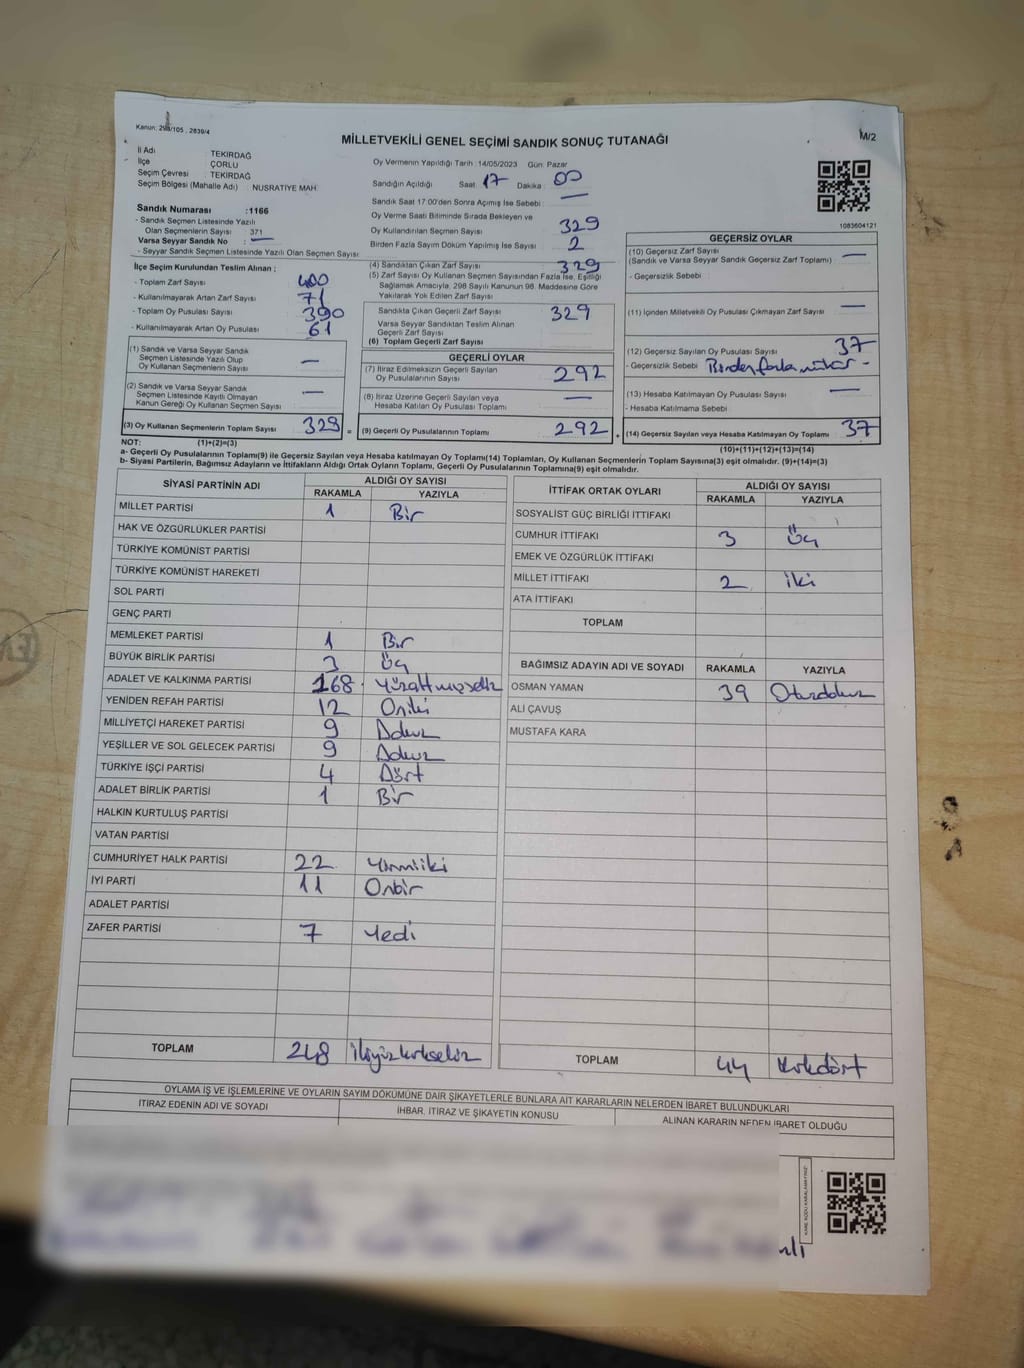 Kanun: 298/105 , 2839/4
MİLLETVEKİLİ GENEL SEÇİMİ SANDIK SONUÇ TUTANAĞI
M/2
İl Adı TEKİRDAĞ
İlçe ÇORLU
Seçim Çevresi TEKİRDAĞ
Seçim Bölgesi (Mahalle Adı) NUSRATİYE MAH.
Sandık Numarası :1166
- Sandık Seçmen Listesinde Yazılı
Olan Seçmenlerin Sayısı : 371
Varsa Seyyar Sandık No : —
- Seyyar Sandık Listesinde Yazılı Olan Seçmen Sayısı:
Oy Vermenin Yapıldığı Tarih :14/05/2023 Gün: Pazar
Sandığın Açıldığı Saat 17 Dakika : 00
Sandık Saat 17:00'den Sonra Açımış İse Sebebi : —
Oy Verme Saati Bitiminde Sırada Bekleyen ve
Oy Kullandırılan Seçmen Sayısı 329
Birden Fazla Sayım Döküm Yapılmış İse Sayısı 2
1083604121
İlçe Seçim Kurulundan Teslim Alınan :
- Toplam Zarf Sayısı 400
- Kullanılmayarak Artan Zarf Sayısı 71
- Toplam Oy Pusulası Sayısı 390
- Kullanılmayarak Artan Oy Pusulası 61
(4) Sandıktan Çıkan Zarf Sayısı 329
(5) Zarf Sayısı Oy Kullanan Seçmen Sayısından Fazla İse, Eşitliği
Sağlamak Amacıyla, 298 Sayılı Kanunun 98. Maddesine Göre
Yakılarak Yok Edilen Zarf Sayısı
Sandıkta Çıkan Geçerli Zarf Sayısı 329
Varsa Seyyar Sandıktan Teslim Alınan
Geçerli Zarf Sayısı
(6) Toplam Geçerli Zarf Sayısı
GEÇERSİZ OYLAR
(10) Geçersiz Zarf Sayısı —
(Sandık ve Varsa Seyyar Sandık Geçersiz Zarf Toplamı)
- Geçersizlik Sebebi
(11) İçinden Milletvekili Oy Pusulası Çıkmayan Zarf Sayısı —
(12) Geçersiz Sayılan Oy Pusulası Sayısı 37
- Geçersizlik Sebebi Birden fazla mühür -
(13) Hesaba Katılmayan Oy Pusulası Sayısı —
- Hesaba Katılmama Sebebi
(14) Geçersiz Sayılan veya Hesaba Katılmayan Oy Toplamı 37
(1) Sandık ve Varsa Seyyar Sandık
Seçmen Listesinde Yazılı Olup
Oy Kullanan Seçmenlerin Sayısı —
(2) Sandık ve Varsa Seyyar Sandık
Seçmen Listesinde Kayıtlı Olmayan
Kanun Gereği Oy Kullanan Seçmen Sayısı —
(3) Oy Kullanan Seçmenlerin Toplam Sayısı 329 =
GEÇERLİ OYLAR
(7) İtiraz Edilmeksizin Geçerli Sayılan
Oy Pusulalarının Sayısı 292
(8) İtiraz Üzerine Geçerli Sayılan veya
Hesaba Katılan Oy Pusulası Toplamı —
(9) Geçerli Oy Pusulalarının Toplamı 292 +
NOT: (1)+(2)=(3)
(10)+(11)+(12)+(13)=(14)
a- Geçerli Oy Pusulalarının Toplamı(9) ile Geçersiz Sayılan veya Hesaba katılmayan Oy Toplamı(14) Toplamları, Oy Kullanan Seçmenlerin Toplam Sayısına(3) eşit olmalıdır. (9)+(14)=(3)
b- Siyasi Partilerin, Bağımsız Adayların ve İttifakların Aldığı Ortak Oyların Toplamı, Geçerli Oy Pusulalarının Toplamına(9) eşit olmalıdır.
SİYASİ PARTİNİN ADI
ALDIĞI OY SAYISI
RAKAMLA YAZIYLA
MİLLET PARTİSİ 1 Bir
HAK VE ÖZGÜRLÜKLER PARTİSİ
TÜRKİYE KOMÜNİST PARTİSİ
TÜRKİYE KOMÜNİST HAREKETİ
SOL PARTİ
GENÇ PARTİ
MEMLEKET PARTİSİ 1 Bir
BÜYÜK BİRLİK PARTİSİ 3 Üç
ADALET VE KALKINMA PARTİSİ 168 Yüzaltmışsekiz
YENİDEN REFAH PARTİSİ 12 Oniki
MİLLİYETÇİ HAREKET PARTİSİ 9 Dokuz
YEŞİLLER VE SOL GELECEK PARTİSİ 9 Dokuz
TÜRKİYE İŞÇİ PARTİSİ 4 Dört
ADALET BİRLİK PARTİSİ 1 Bir
HALKIN KURTULUŞ PARTİSİ
VATAN PARTİSİ
CUMHURİYET HALK PARTİSİ 22 Yirmiiki
İYİ PARTİ 11 Onbir
ADALET PARTİSİ
ZAFER PARTİSİ 7 Yedi
TOPLAM 248 İkiyüzkırksekiz
İTTİFAK ORTAK OYLARI
ALDIĞI OY SAYISI
RAKAMLA YAZIYLA
SOSYALİST GÜÇ BİRLİĞİ İTTİFAKI
CUMHUR İTTİFAKI 3 Üç
EMEK VE ÖZGÜRLÜK İTTİFAKI
MİLLET İTTİFAKI 2 iki
ATA İTTİFAKI
TOPLAM
BAĞIMSIZ ADAYIN ADI VE SOYADI RAKAMLA YAZIYLA
OSMAN YAMAN 39 Otuzdokuz
ALİ ÇAVUŞ
MUSTAFA KARA
TOPLAM 44 Kırkdört
OYLAMA İŞ VE İŞLEMLERİNE VE OYLARIN SAYIM DÖKÜMÜNE DAİR ŞİKAYETLERLE BUNLARA AİT KARARLARIN NELERDEN İBARET BULUNDUKLARI
İTİRAZ EDENİN ADI VE SOYADI İHBAR, İTİRAZ VE ŞİKAYETİN KONUSU ALINAN KARARIN NEDEN İBARET OLDUĞU
KARE KODU KARALAMAYINIZ!